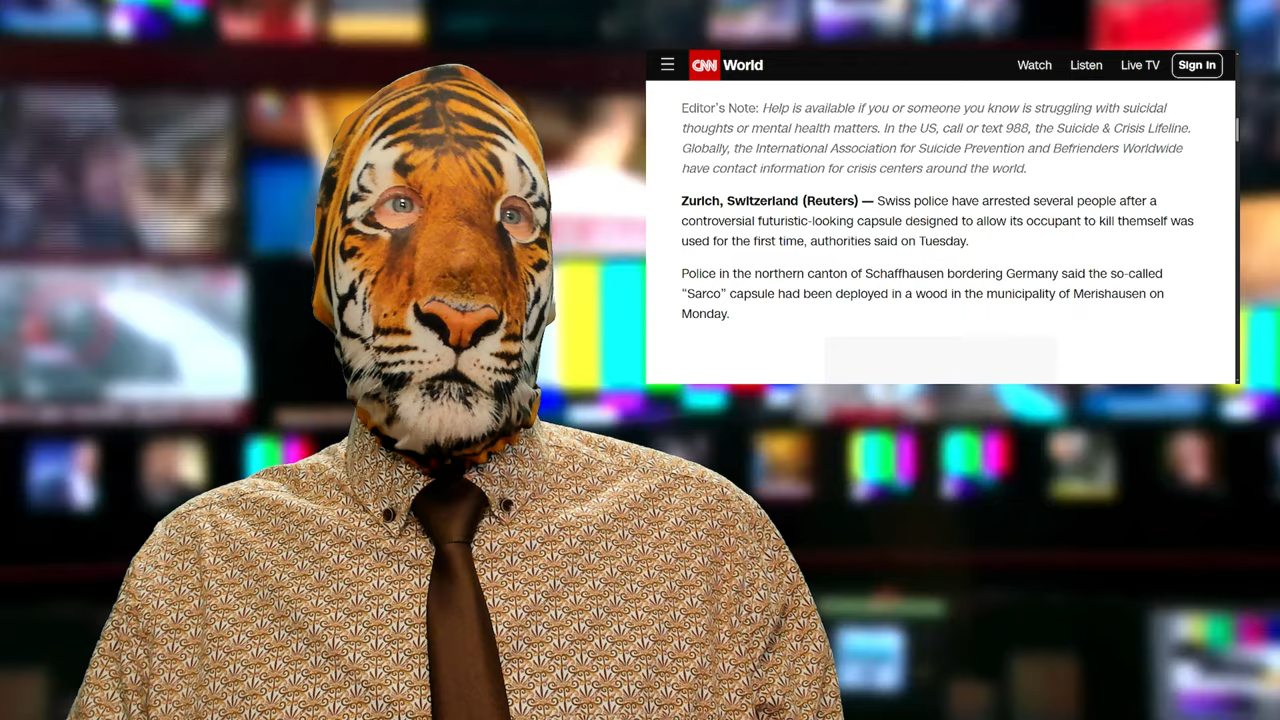 ☰ CNN World Watch Listen Live TV Sign In
Editor's Note: Help is available if you or someone you know is struggling with suicidal
thoughts or mental health matters. In the US, call or text 988, the Suicide & Crisis Lifeline.
Globally, the International Association for Suicide Prevention and Befrienders Worldwide
have contact information for crisis centers around the world.
Zurich, Switzerland (Reuters) — Swiss police have arrested several people after a
controversial futuristic-looking capsule designed to allow its occupant to kill themself was
used for the first time, authorities said on Tuesday.
Police in the northern canton of Schaffhausen bordering Germany said the so-called
“Sarco” capsule had been deployed in a wood in the municipality of Merishausen on
Monday.